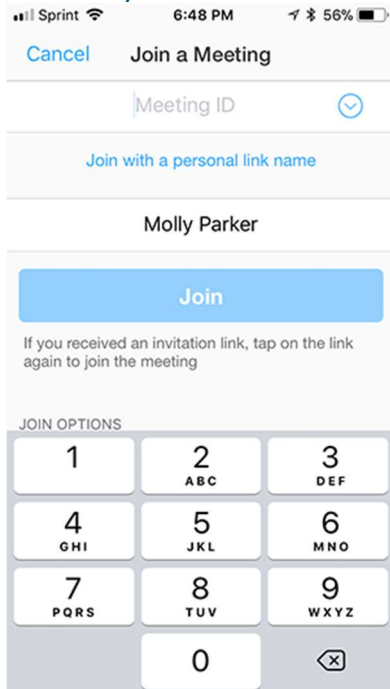 Sprint 6:48 PM 56%
Cancel Join a Meeting
Meeting ID
Join with a personal link name
Molly Parker
Join
If you received an invitation link, tap on the link
again to join the meeting
JOIN OPTIONS
1 2 3
ABC DEF
4 5 6
GHI JKL MNO
7 8 9
PQRS TUV WXYZ
0